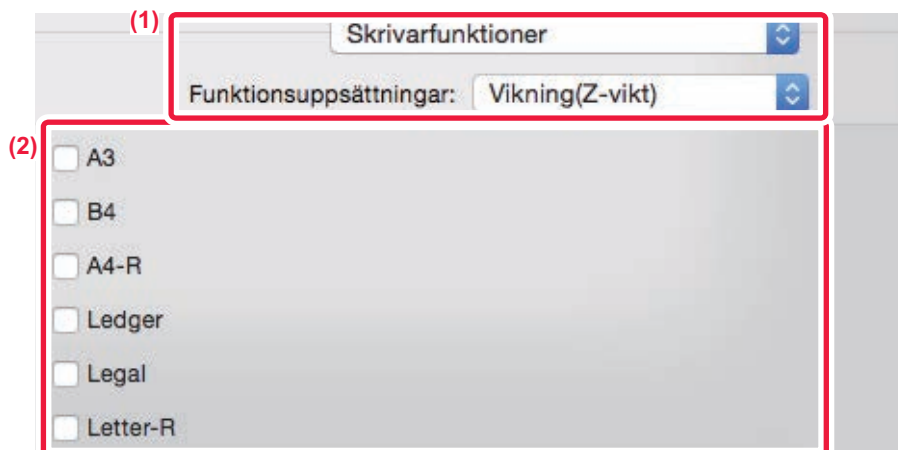 (1)
Skrivarfunktioner
Funktionsuppsättningar: Vikning(Z-vikt)
(2)
A3
B4
A4-R
Ledger
Legal
Letter-R